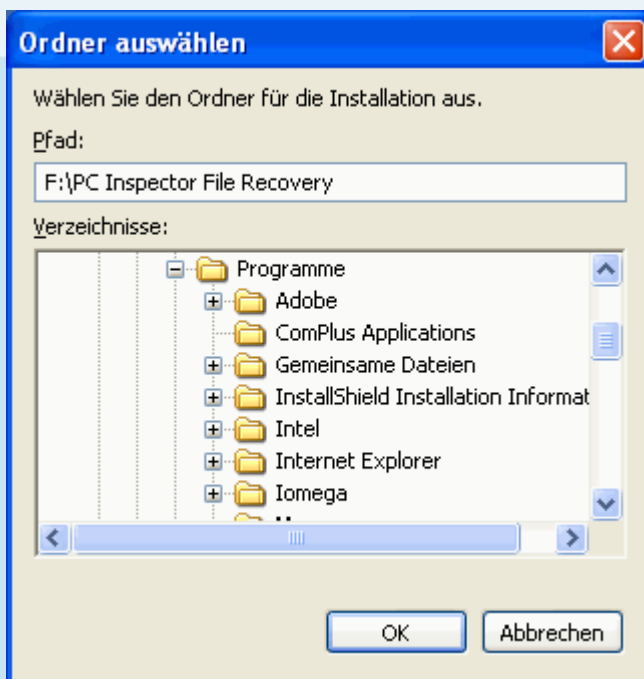 Ordner auswählen
Wählen Sie den Ordner für die Installation aus.
Pfad:
F:\PC Inspector File Recovery
Verzeichnisse:
Programme
Adobe
ComPlus Applications
Gemeinsame Dateien
InstallShield Installation Informat
Intel
Internet Explorer
Iomega
OK
Abbrechen